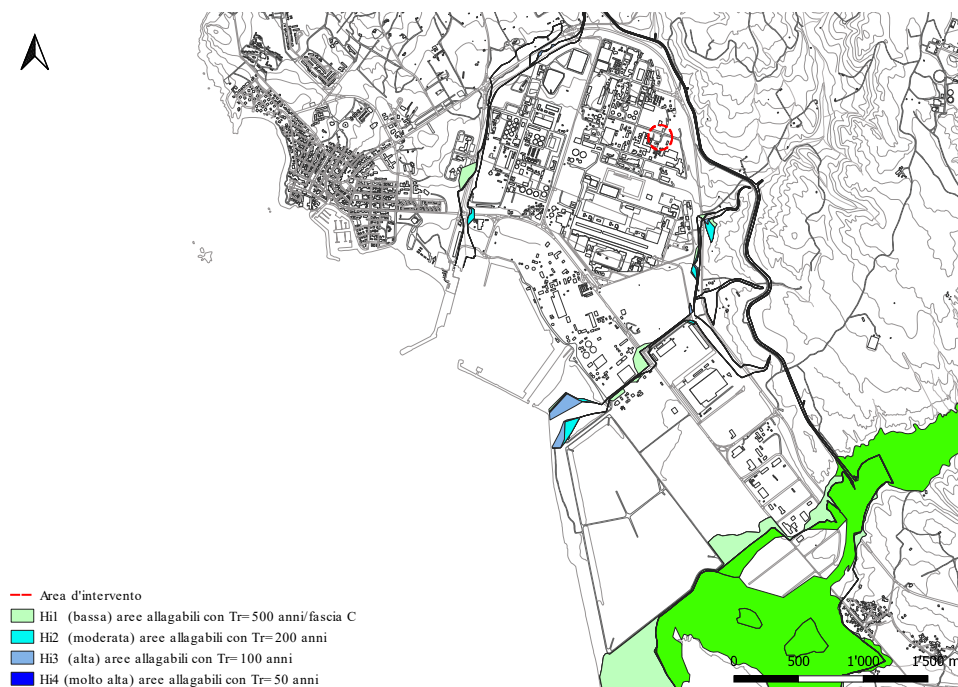 Area d'intervento
Hi1 (bassa) aree allagabili con Tr=500 anni/fascia C
Hi2 (moderata) aree allagabili con Tr=200 anni
Hi3 (alta) aree allagabili con Tr=100 anni
Hi4 (molto alta) aree allagabili con Tr=50 anni
0 500 1'000 1'500 m